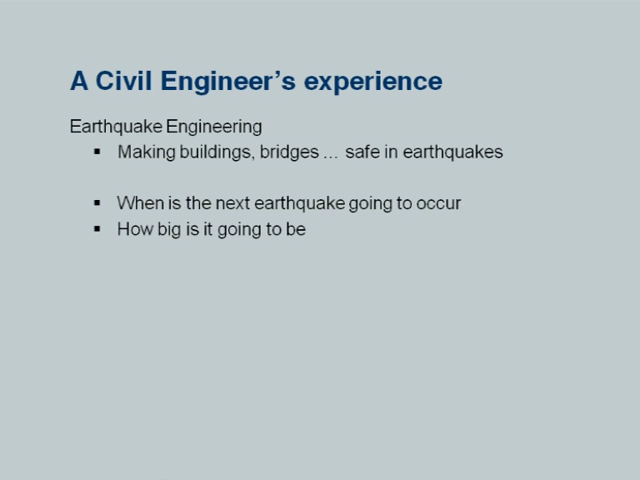 A Civil Engineer’s experience
Earthquake Engineering
▪ Making buildings, bridges ... safe in earthquakes
▪ When is the next earthquake going to occur
▪ How big is it going to be